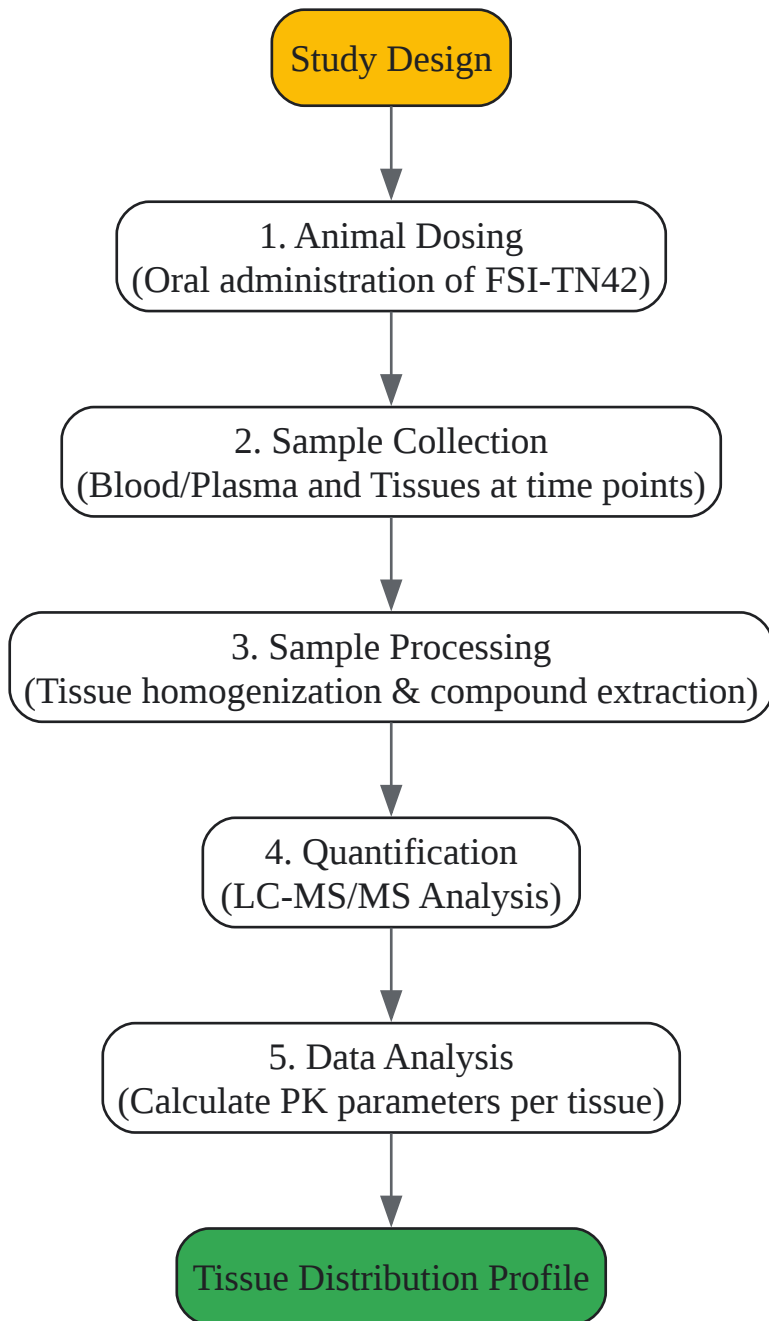 Study Design
1. Animal Dosing
(Oral administration of FSI-TN42)
2. Sample Collection
(Blood/Plasma and Tissues at time points)
3. Sample Processing
(Tissue homogenization & compound extraction)
4. Quantification
(LC-MS/MS Analysis)
5. Data Analysis
(Calculate PK parameters per tissue)
Tissue Distribution Profile